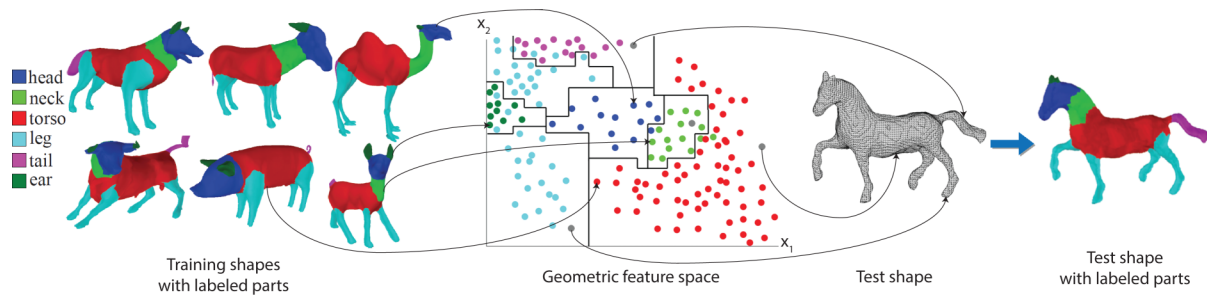 head
neck
torso
leg
tail
ear
x2
x1
Training shapes
with labeled parts
Geometric feature space
Test shape
Test shape
with labeled parts